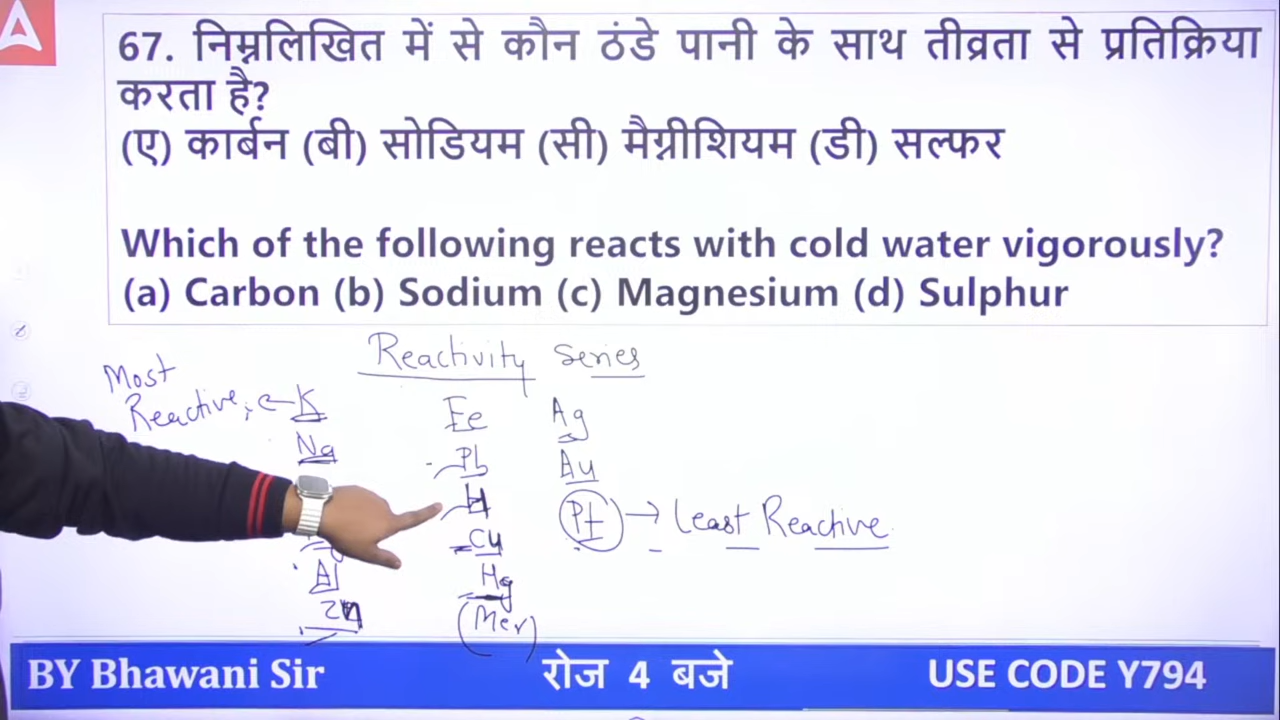 67. निम्नलिखित में से कौन ठंडे पानी के साथ तीव्रता से प्रतिक्रिया
करता है?
(ए) कार्बन (बी) सोडियम (सी) मैग्नीशियम (डी) सल्फर
Which of the following reacts with cold water vigorously?
(a) Carbon (b) Sodium (c) Magnesium (d) Sulphur
Reactivity Series
Most
Reactive
K
Na
Al
Zn
Fe
Pb
H
Cu
Hg
(Mer)
Ag
Au
Pt → Least Reactive
BY Bhawani Sir
रोज 4 बजे
USE CODE Y794